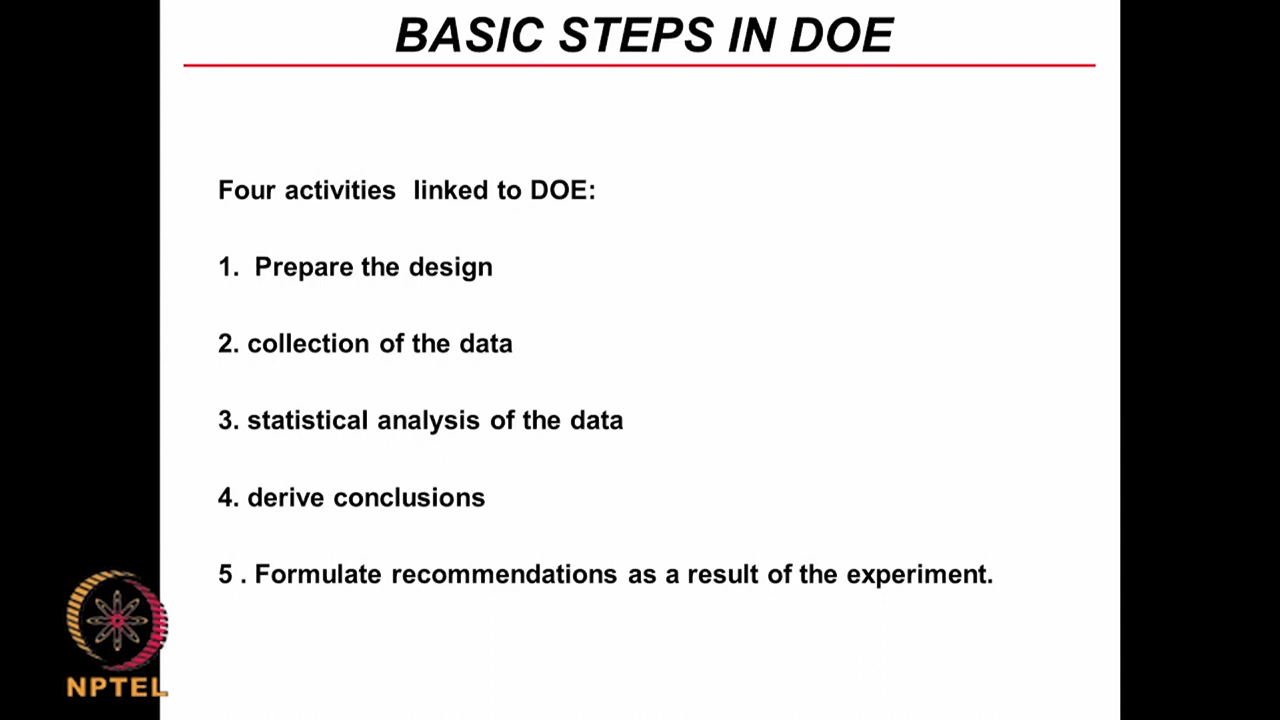 BASIC STEPS IN DOE
Four activities linked to DOE:
1. Prepare the design
2. collection of the data
3. statistical analysis of the data
4. derive conclusions
5 . Formulate recommendations as a result of the experiment.
NPTEL